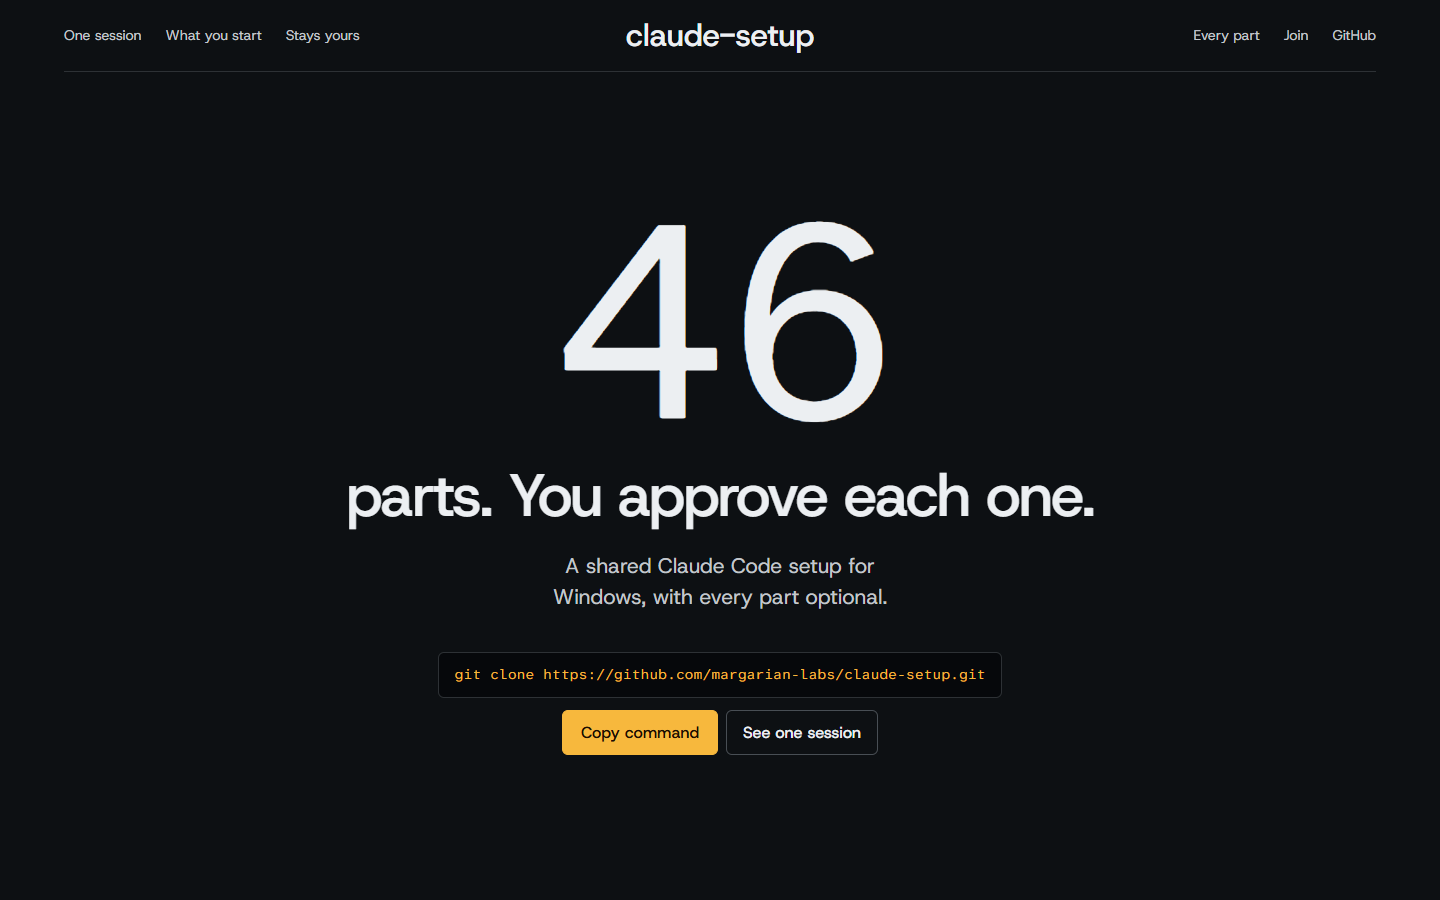 One session What you start Stays yours claude-setup Every part Join GitHub
46
parts. You approve each one.
A shared Claude Code setup for
Windows, with every part optional.
git clone https://github.com/margarian-labs/claude-setup.git
Copy command See one session